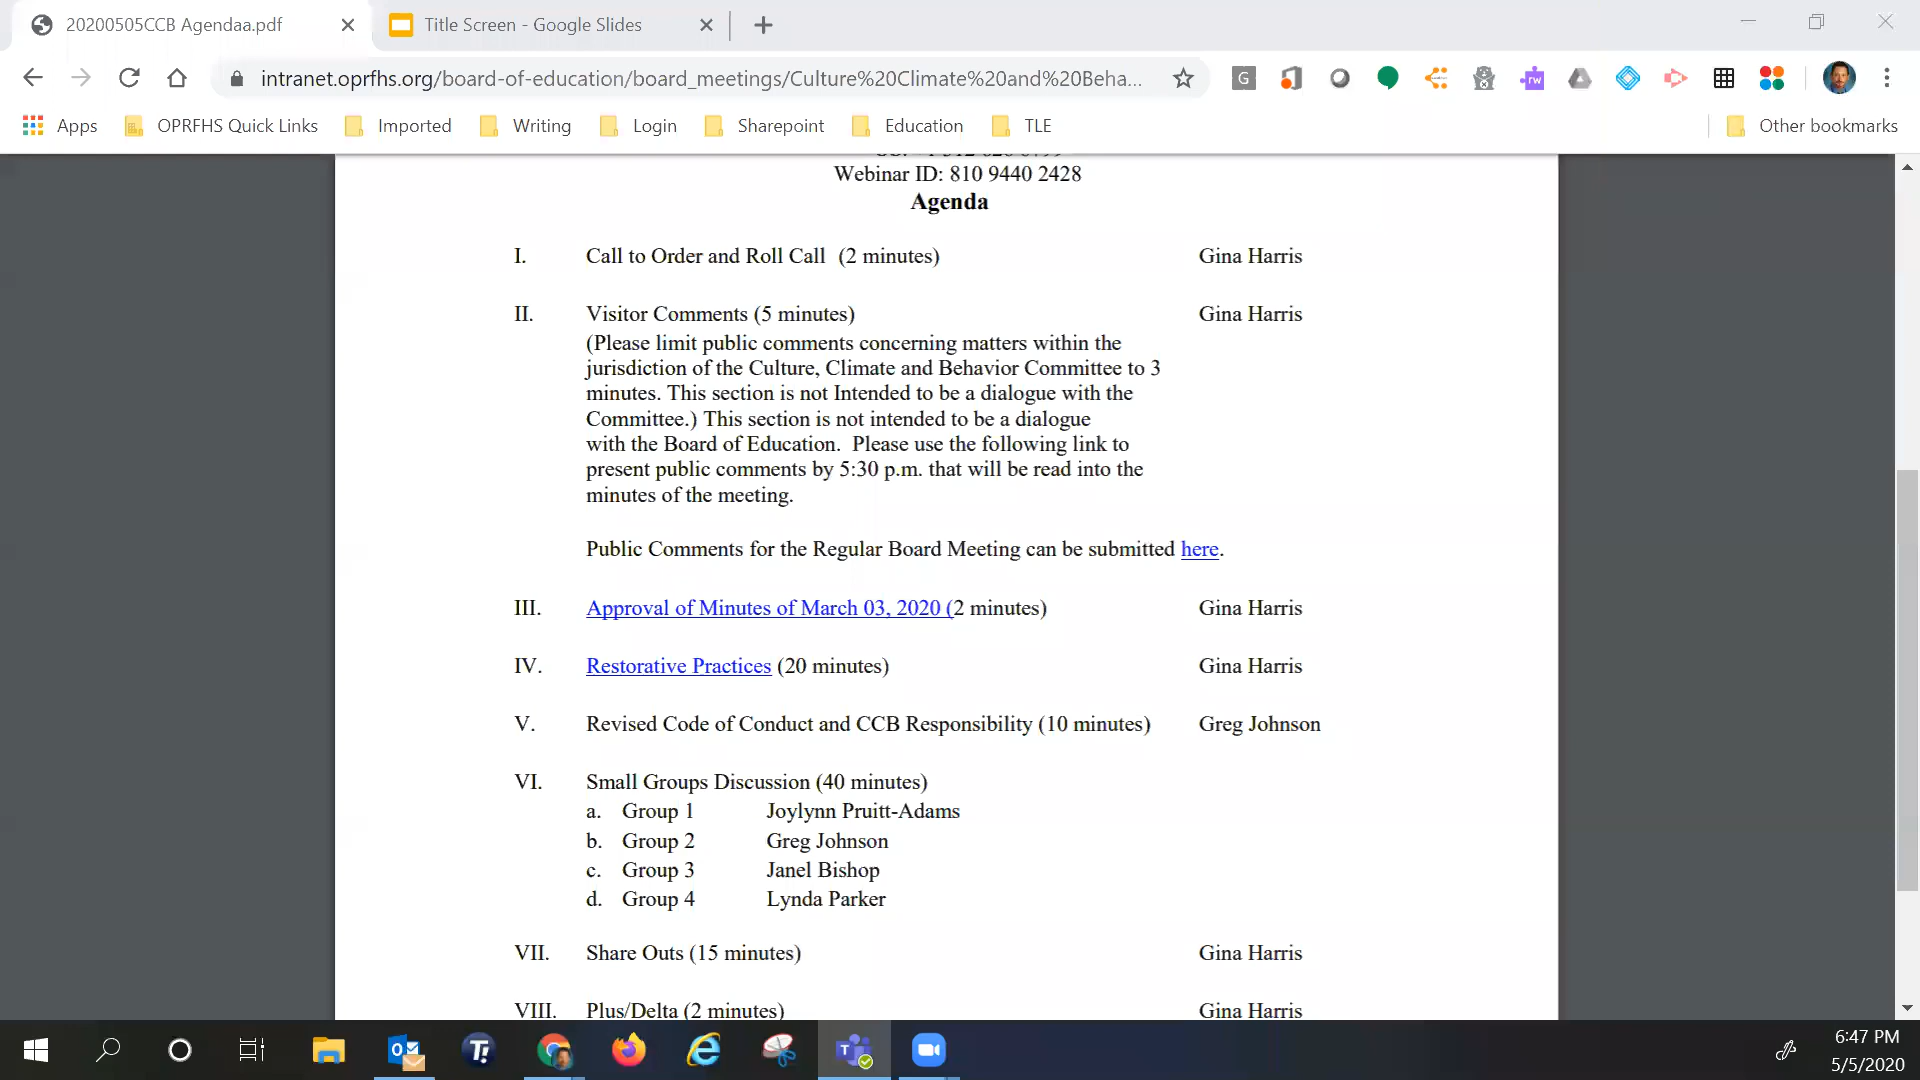 20200505CCB Agendaa.pdf
Title Screen - Google Slides
intranet.oprfhs.org/board-of-education/board_meetings/Culture%20Climate%20and%20Beha...
Apps
OPRFHS Quick Links
Imported
Writing
Login
Sharepoint
Education
TLE
Other bookmarks
Webinar ID: 810 9440 2428
Agenda
I. Call to Order and Roll Call (2 minutes) Gina Harris
II. Visitor Comments (5 minutes) Gina Harris
(Please limit public comments concerning matters within the
jurisdiction of the Culture, Climate and Behavior Committee to 3
minutes. This section is not Intended to be a dialogue with the
Committee.) This section is not intended to be a dialogue
with the Board of Education. Please use the following link to
present public comments by 5:30 p.m. that will be read into the
minutes of the meeting.
Public Comments for the Regular Board Meeting can be submitted here.
III. Approval of Minutes of March 03, 2020 (2 minutes) Gina Harris
IV. Restorative Practices (20 minutes) Gina Harris
V. Revised Code of Conduct and CCB Responsibility (10 minutes) Greg Johnson
VI. Small Groups Discussion (40 minutes)
a. Group 1 Joylynn Pruitt-Adams
b. Group 2 Greg Johnson
c. Group 3 Janel Bishop
d. Group 4 Lynda Parker
VII. Share Outs (15 minutes) Gina Harris
VIII. Plus/Delta (2 minutes) Gina Harris
6:47 PM
5/5/2020